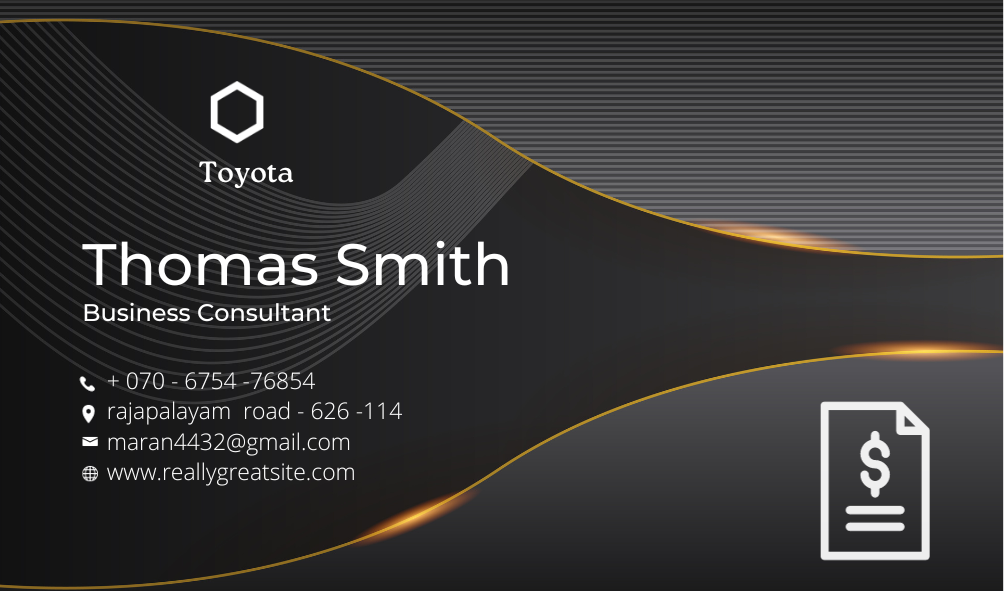 Toyota
Thomas Smith
Business Consultant
+ 070 - 6754 -76854
rajapalayam  road - 626 -114
maran4432@gmail.com
www.reallygreatsite.com
$